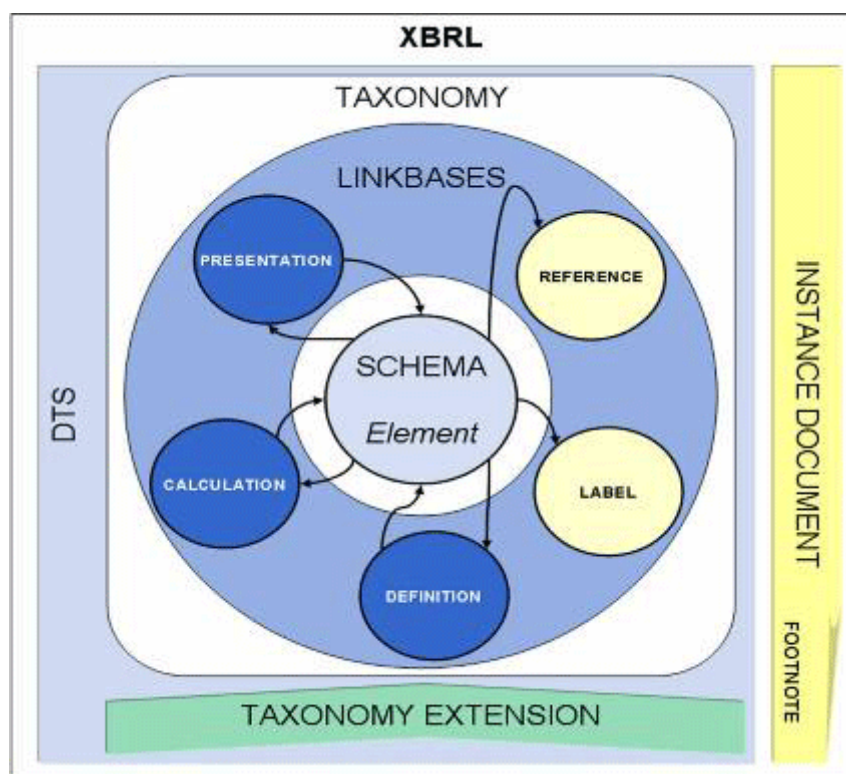 XBRL
TAXONOMY
LINKBASES
PRESENTATION
REFERENCE
SCHEMA
Element
CALCULATION
LABEL
DEFINITION
DTS
TAXONOMY EXTENSION
INSTANCE DOCUMENT
FOOTNOTE